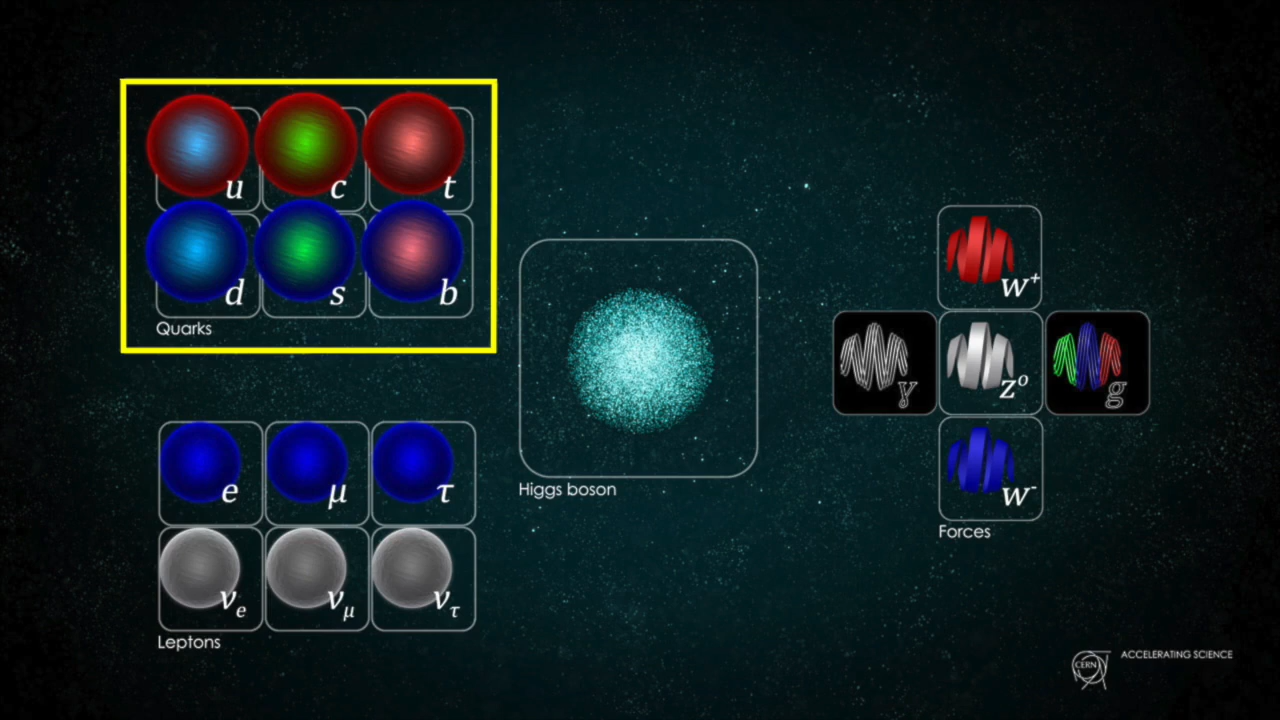 u c t
d s b
Quarks
e μ τ
νe νμ ντ
Leptons
Higgs boson
W+
γ Z0 g
W-
Forces
CERN
ACCELERATING SCIENCE